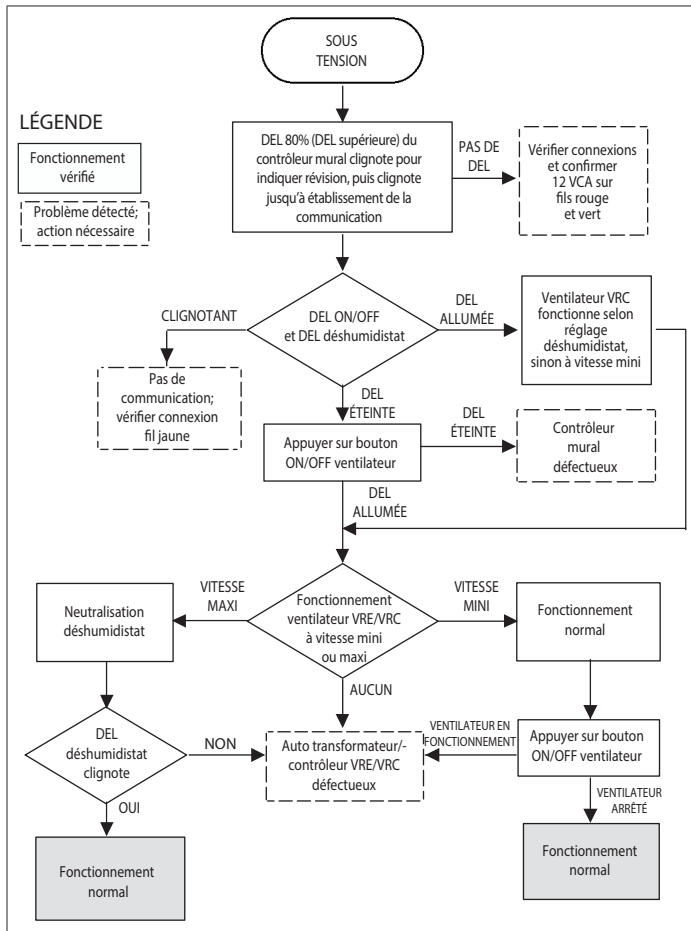 SOUS
TENSION
LÉGENDE
Fonctionnement
vérifié
Problème détecté;
action nécessaire
DEL 80% (DEL supérieure) du
contrôleur mural clignote pour
indiquer révision, puis clignote
jusqu'à établissement de la
communication
PAS DE
DEL
Vérifier connexions
et confirmer
12 VCA sur
fils rouge
et vert
CLIGNOTANT
DEL ON/OFF
et DEL déshumidistat
DEL
ALLUMÉE
Ventilateur VRC
fonctionne selon
réglage
déshumidistat,
sinon à vitesse mini
Pas de
communication;
vérifier connexion
fil jaune
DEL
ÉTEINTE
Appuyer sur bouton
ON/OFF ventilateur
DEL
ÉTEINTE
Contrôleur
mural
défectueux
DEL
ALLUMÉE
Neutralisation
déshumidistat
VITESSE
MAXI
Fonctionnement
ventilateur VRE/VRC
à vitesse mini
ou maxi
VITESSE
MINI
Fonctionnement
normal
AUCUN
DEL
déshumidistat
clignote
NON
Auto transformateur/-
contrôleur VRE/VRC
défectueux
VENTILATEUR EN
FONCTIONNEMENT
Appuyer sur bouton
ON/OFF ventilateur
OUI
VENTILATEUR
ARRÊTÉ
Fonctionnement
normal
Fonctionnement
normal